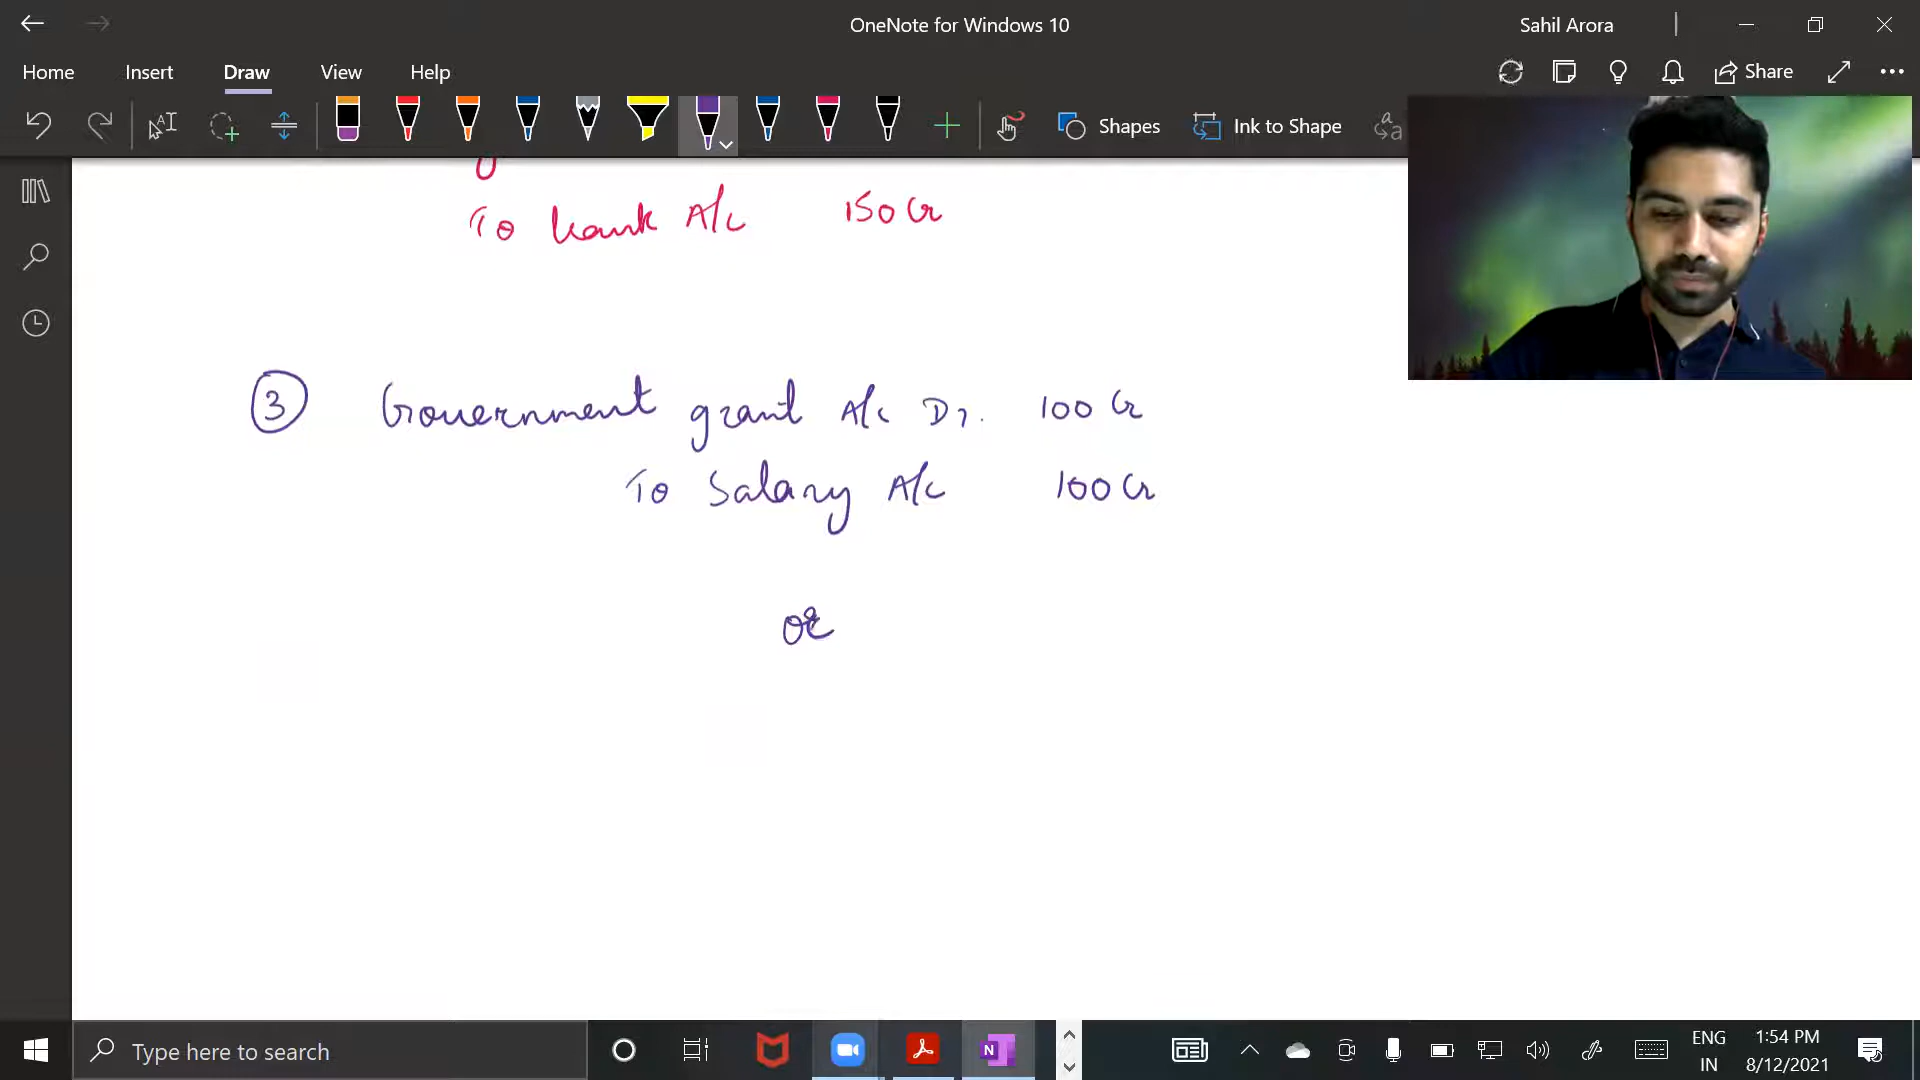 OneNote for Windows 10
Sahil Arora
Home Insert Draw View Help
Share
Shapes
Ink to Shape
To bank A/c 150 Cr
③ Government grant A/c Dr. 100 Cr
To Salary A/c 100 Cr
or
Type here to search
ENG
IN
1:54 PM
8/12/2021